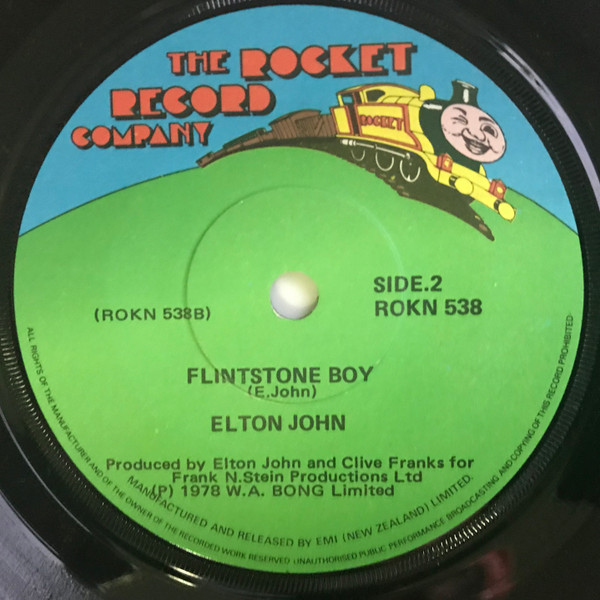 THE ROCKET
RECORD
COMPANY
ROCKET
SIDE.2
ROKN 538
(ROKN 538B)
FLINTSTONE BOY
(E.John)
ELTON JOHN
Produced by Elton John and Clive Franks for
Frank N.Stein Productions Ltd
(P) 1978 W.A. BONG Limited
MANUFACTURED AND RELEASED BY EMI (NEW ZEALAND) LIMITED.
ALL RIGHTS OF THE MANUFACTURER AND OF THE OWNER OF THE RECORDED WORK RESERVED UNAUTHORISED PUBLIC PERFORMANCE BROADCASTING AND COPYING OF THIS RECORD PROHIBITED